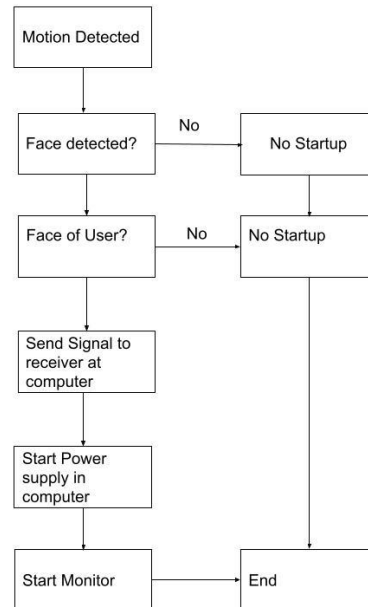 Motion Detected
Face detected?
No
No Startup
Face of User?
No
No Startup
Send Signal to
receiver at
computer
Start Power
supply in
computer
Start Monitor
End